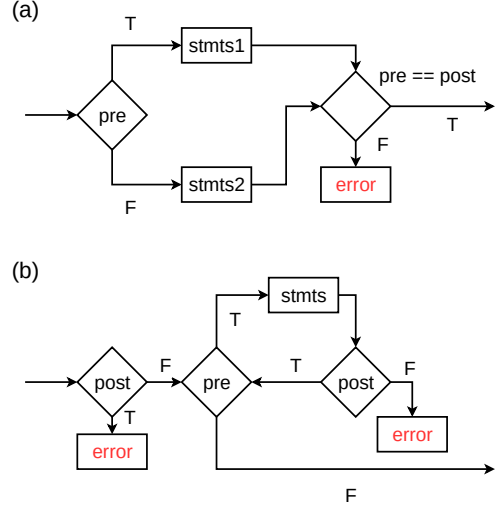 (a)
T
stmts1
pre == post
pre
T
F
F
stmts2
error
(b)
stmts
T
post
F
pre
T
post
F
T
error
error
F